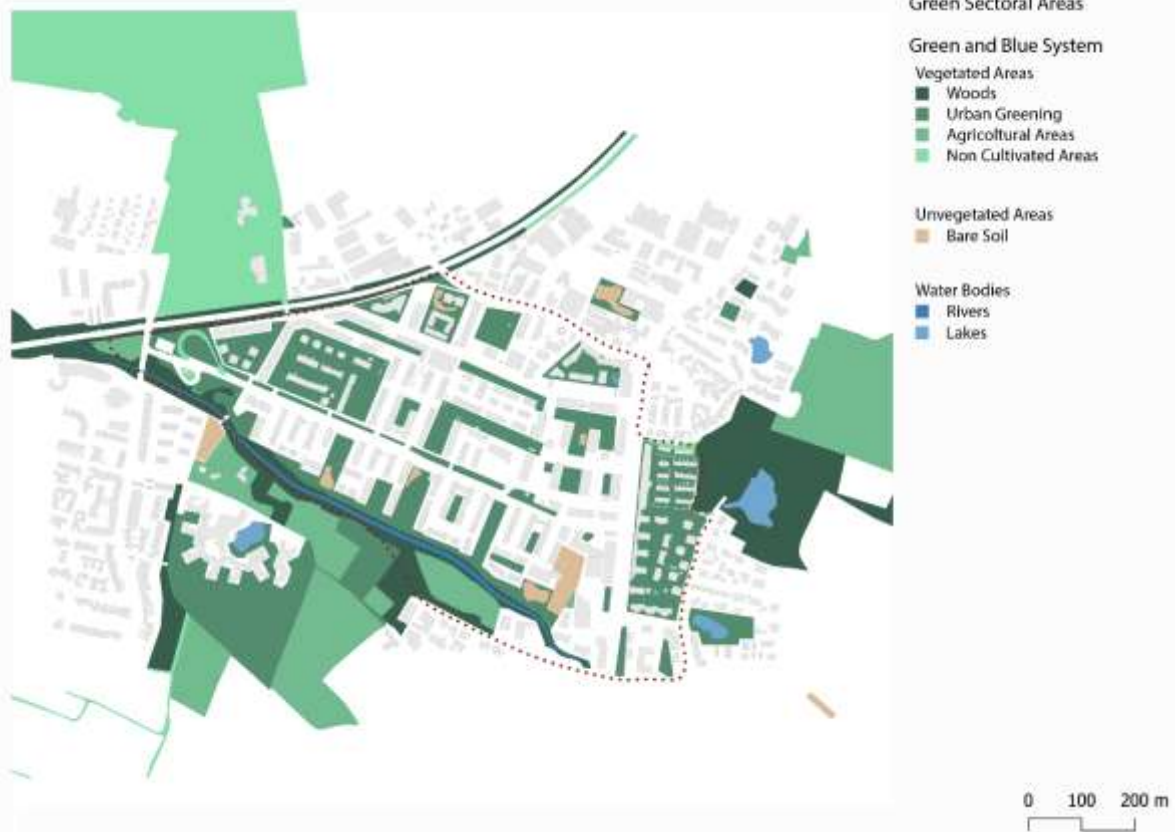 Green Sectoral Areas
Green and Blue System
Vegetated Areas
Woods
Urban Greening
Agricoltural Areas
Non Cultivated Areas
Unvegetated Areas
Bare Soil
Water Bodies
Rivers
Lakes
0 100 200 m